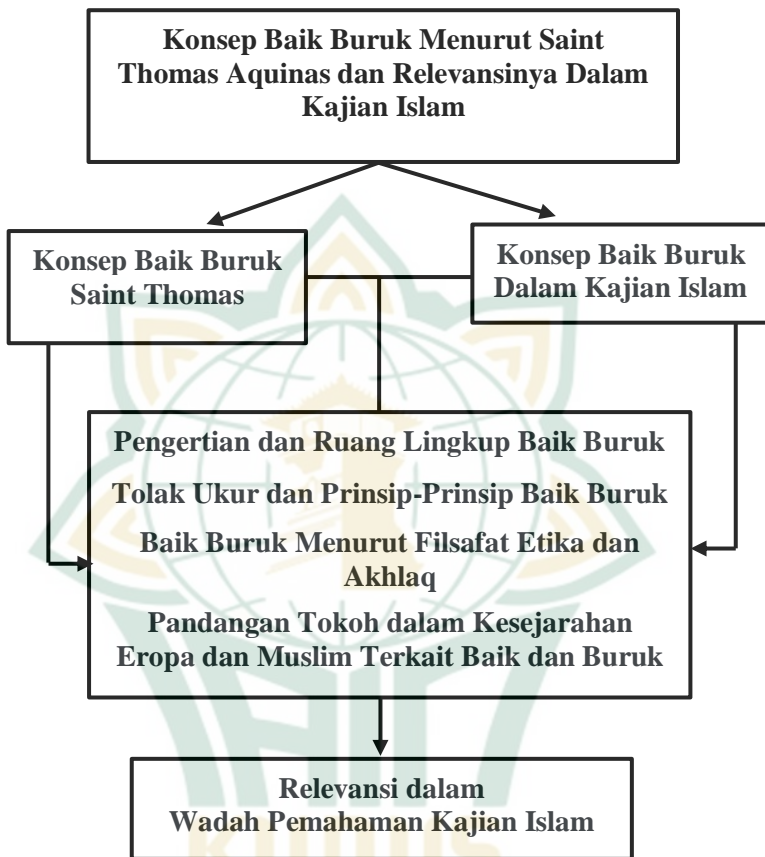 Konsep Baik Buruk Menurut Saint
Thomas Aquinas dan Relevansinya Dalam
Kajian Islam
Konsep Baik Buruk
Saint Thomas
Konsep Baik Buruk
Dalam Kajian Islam
Pengertian dan Ruang Lingkup Baik Buruk
Tolak Ukur dan Prinsip-Prinsip Baik Buruk
Baik Buruk Menurut Filsafat Etika dan
Akhlaq
Pandangan Tokoh dalam Kesejarahan
Eropa dan Muslim Terkait Baik dan Buruk
Relevansi dalam
Wadah Pemahaman Kajian Islam